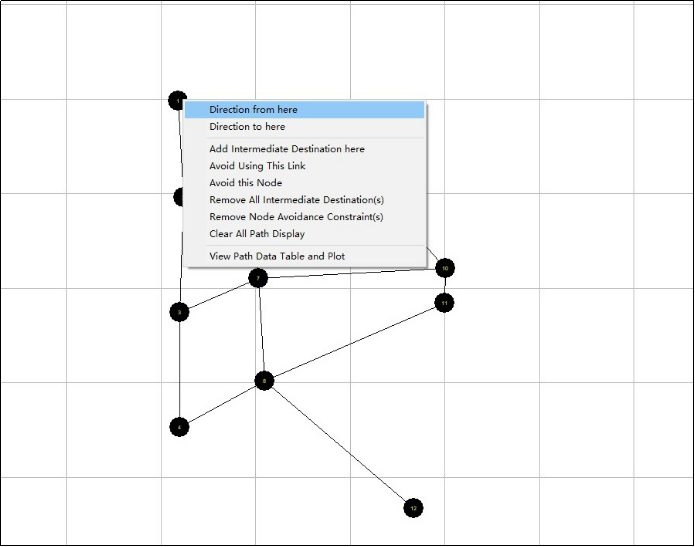 1
Direction from here
Direction to here
Add Intermediate Destination here
Avoid Using This Link
Avoid this Node
Remove All Intermediate Destination(s)
Remove Node Avoidance Constraint(s)
Clear All Path Display
View Path Data Table and Plot
10
7
11
3
4
12